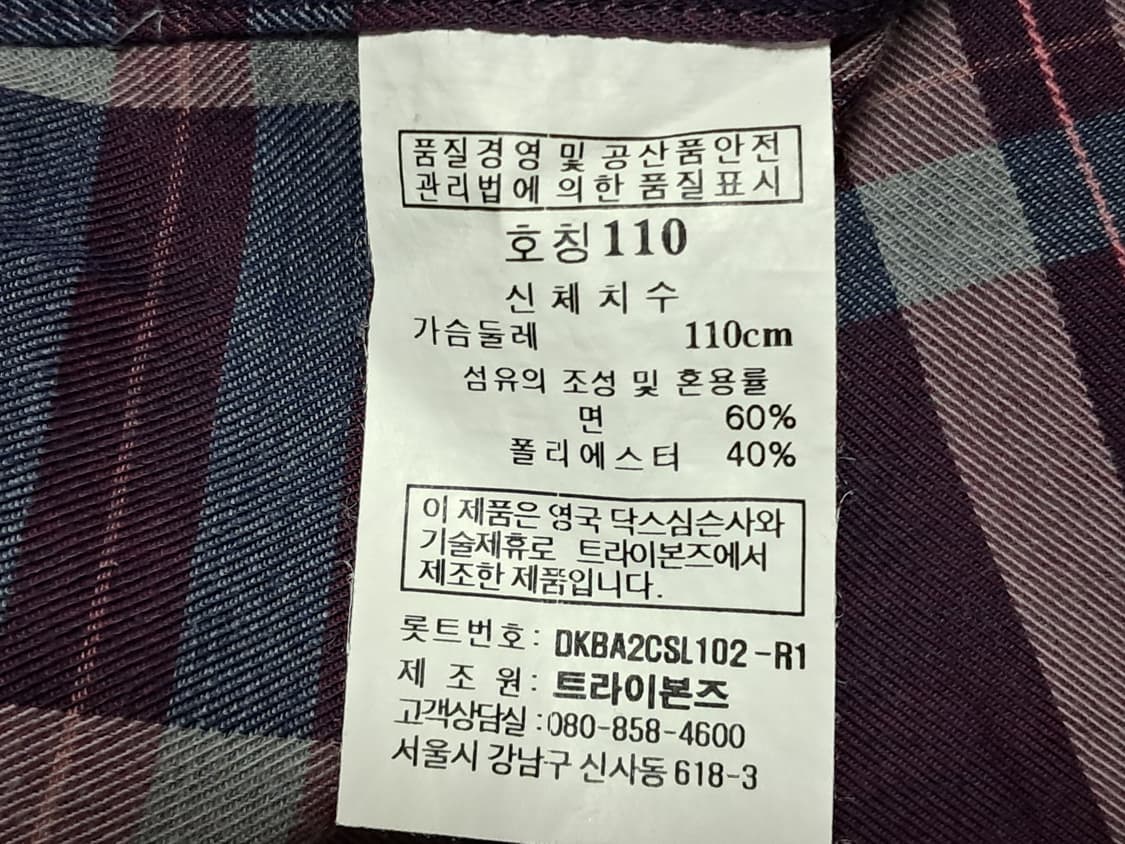 품질경영 및 공산품안전
관리법에 의한 품질표시
호칭110
신체치수
가슴둘레 110cm
섬유의 조성 및 혼용률
면 60%
폴리에스터 40%
이 제품은 영국 닥스심슨사와
기술제휴로 트라이본즈에서
제조한 제품입니다.
롯트번호: DKBA2CSL102-R1
제 조 원: 트라이본즈
고객상담실:080-858-4600
서울시 강남구 신사동 618-3